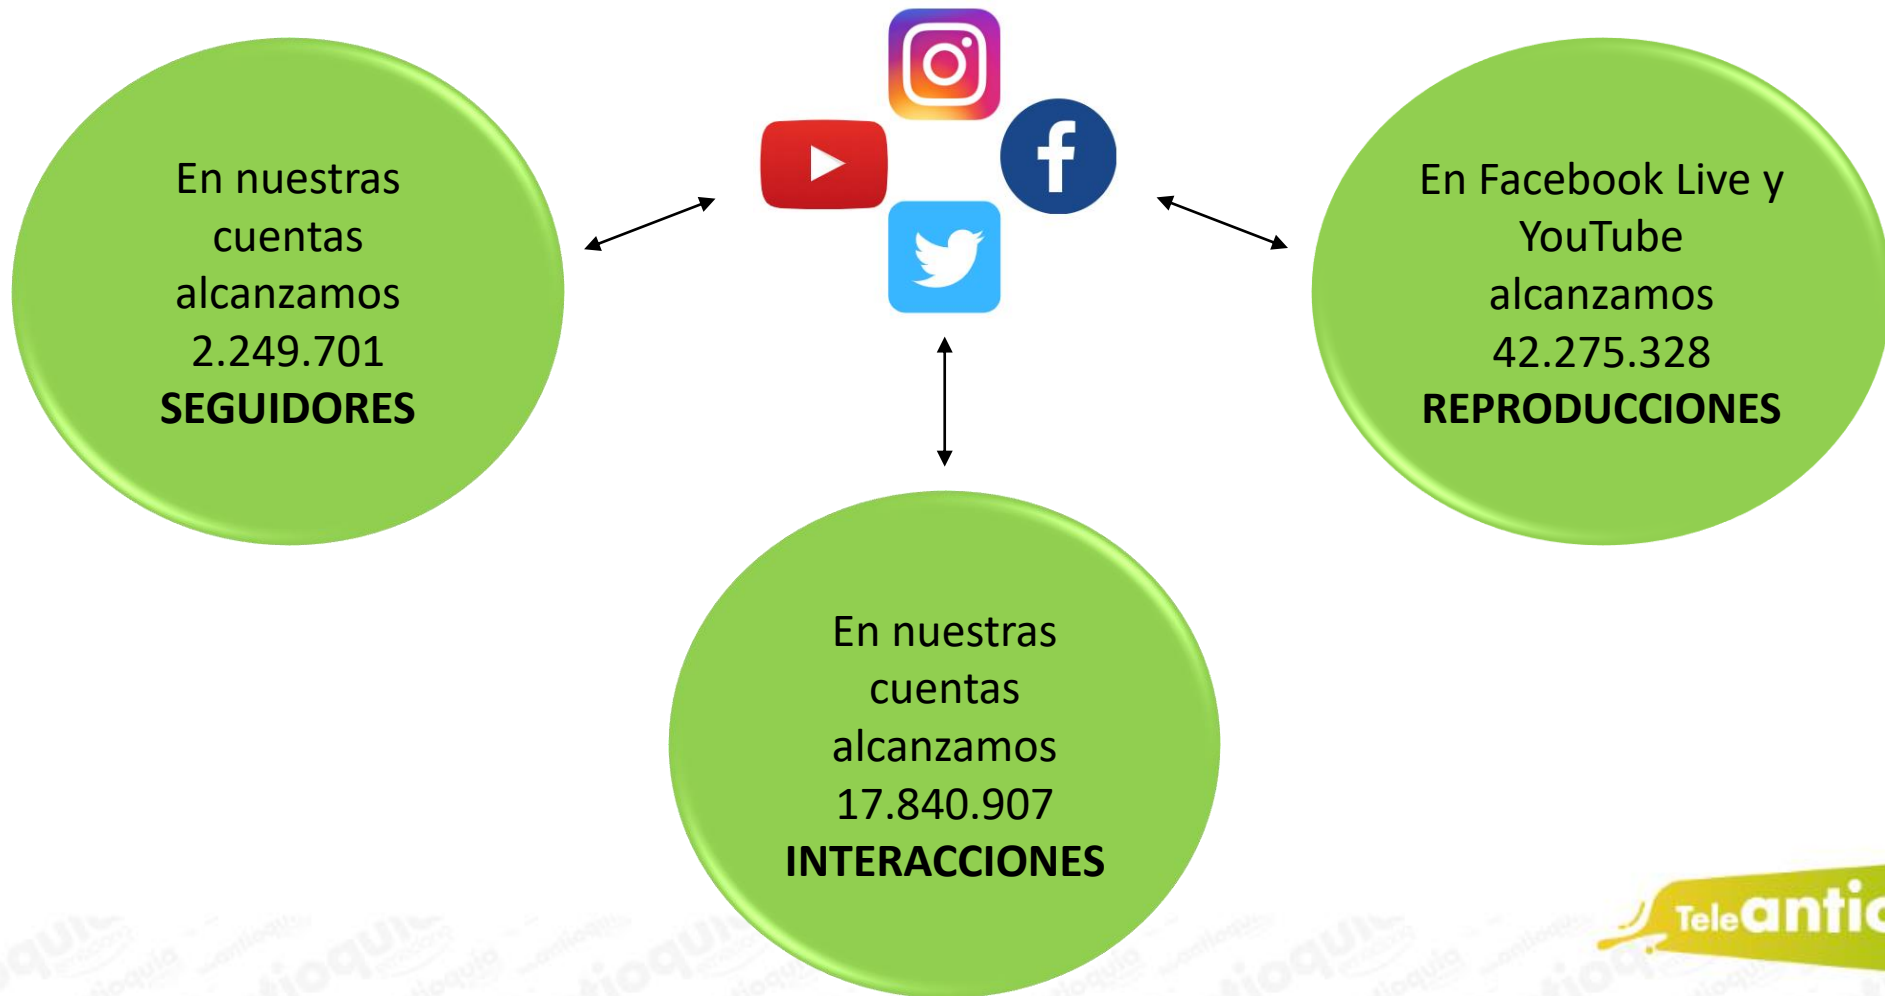 En nuestras
cuentas
alcanzamos
2.249.701
SEGUIDORES
En Facebook Live y
YouTube
alcanzamos
42.275.328
REPRODUCCIONES
En nuestras
cuentas
alcanzamos
17.840.907
INTERACCIONES
Teleantio